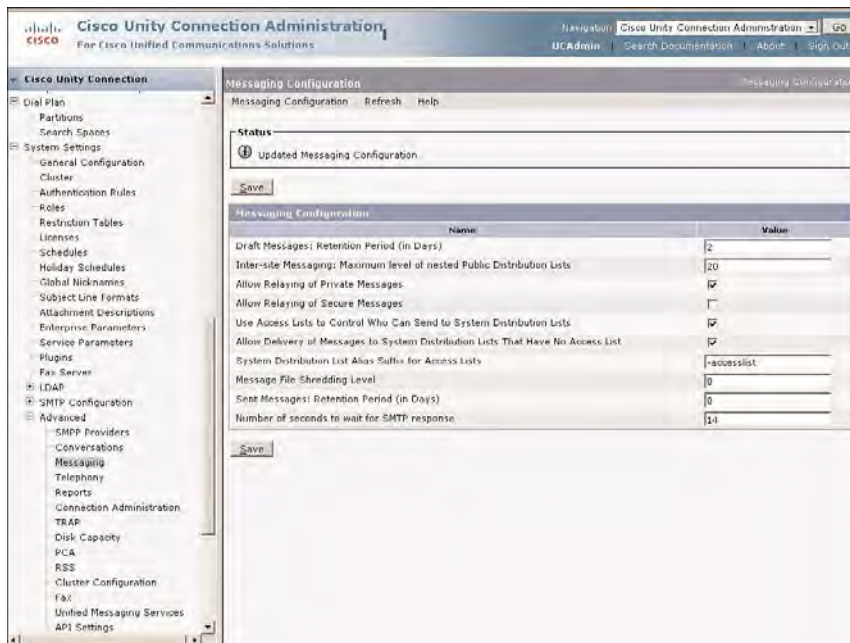 cisco
Cisco Unity Connection Administration
For Cisco Unified Communications Solutions
Navigation Cisco Unity Connection Administration GO
UCAdmin | Search Documentation | About | Sign Out
Cisco Unity Connection
Dial Plan
Partitions
Search Spaces
System Settings
General Configuration
Cluster
Authentication Rules
Roles
Restriction Tables
Licenses
Schedules
Holiday Schedules
Global Nicknames
Subject Line Formats
Attachment Descriptions
Enterprise Parameters
Service Parameters
Plugins
Fax Server
LDAP
SMTP Configuration
Advanced
SMPP Providers
Conversations
Messaging
Telephony
Reports
Connection Administration
TRAP
Disk Capacity
PCA
RSS
Cluster Configuration
Fax
Unified Messaging Services
API Settings
Messaging Configuration
Messaging Configuratio
Messaging Configuration Refresh Help
Status
Updated Messaging Configuration
Save
Messaging Configuration
Name Value
Draft Messages: Retention Period (in Days) 2
Inter-site Messaging: Maximum level of nested Public Distribution Lists 20
Allow Relaying of Private Messages
Allow Relaying of Secure Messages
Use Access Lists to Control Who Can Send to System Distribution Lists
Allow Delivery of Messages to System Distribution Lists That Have No Access List
System Distribution List Alias Suffix for Access Lists -accesslist
Message File Shredding Level 0
Sent Messages: Retention Period (in Days) 0
Number of seconds to wait for SMTP response 14
Save